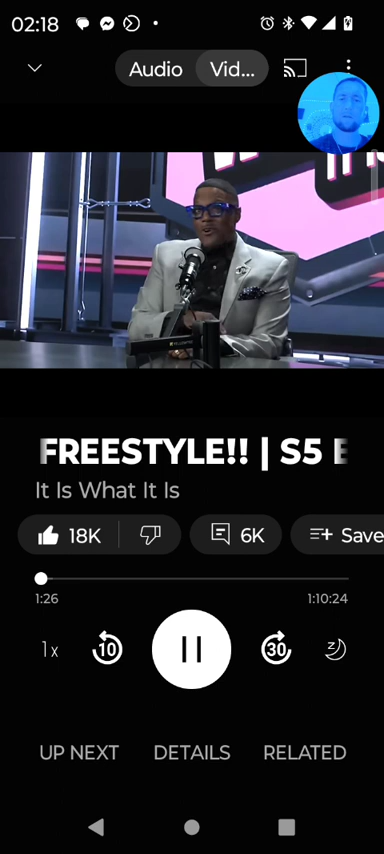 02:18
Audio Vid...
FREESTYLE!! | S5 E
It Is What It Is
18K 6K Save
1:26 1:10:24
1x 10 30 z
UP NEXT DETAILS RELATED